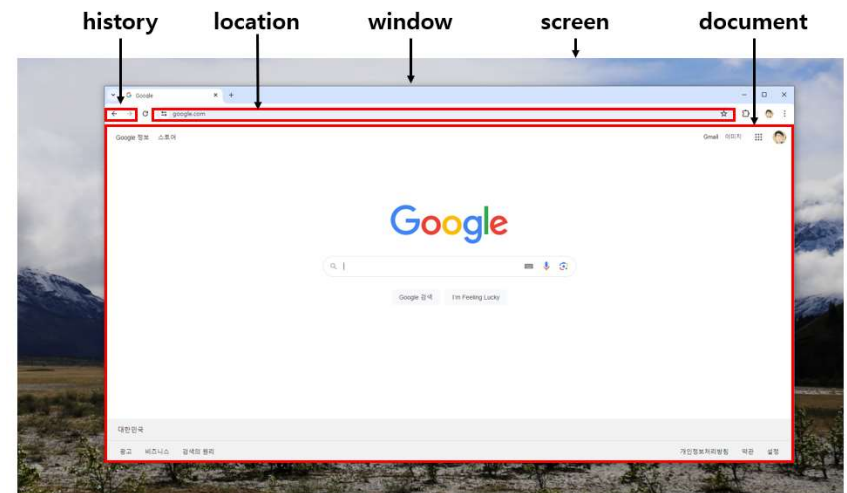 history location window screen document
Google
google.com
Google 정보 스토어 Gmail 이미지
Google
Google 검색 I'm Feeling Lucky
대한민국
광고 비즈니스 검색의 원리 개인정보처리방침 약관 설정